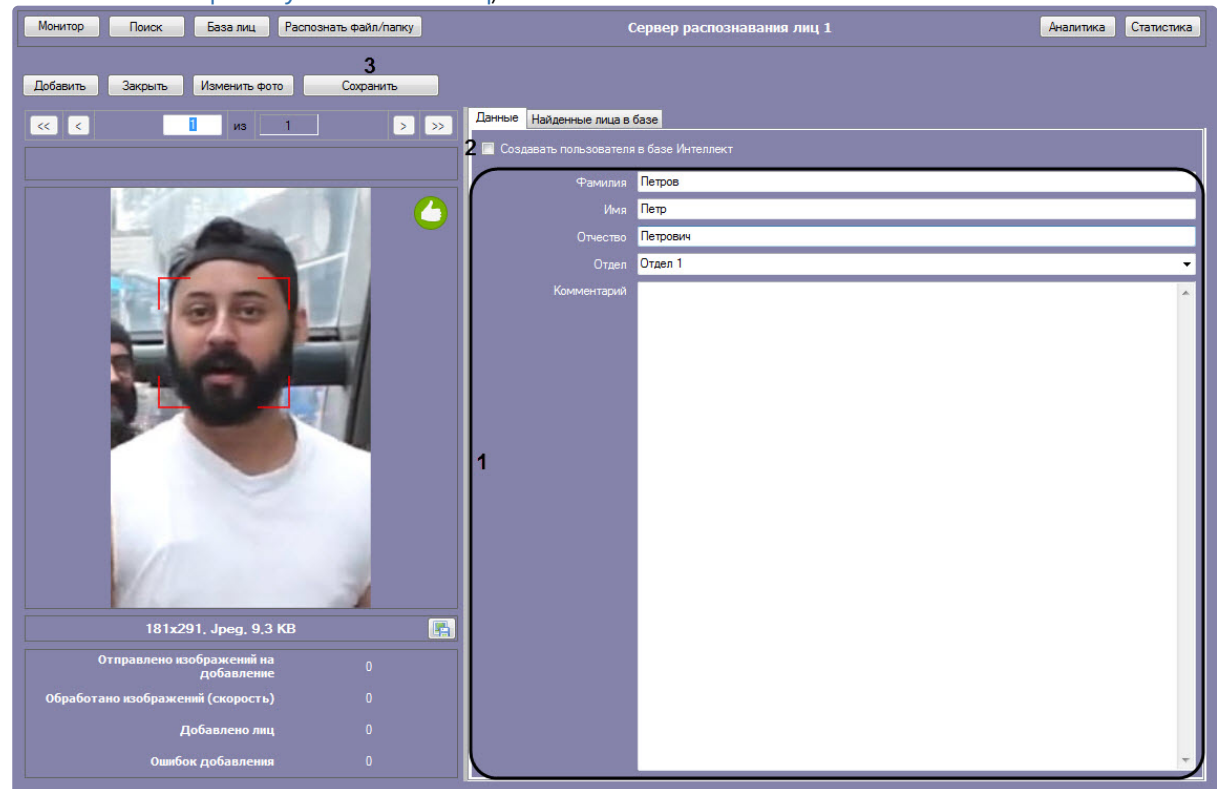 Монитор Поиск База лиц Распознать файл/папку Сервер распознавания лиц 1 Аналитика Статистика
3
Добавить Закрыть Изменить фото Сохранить
<< < 1 из 1 > >>
Данные Найденные лица в базе
2 Создавать пользователя в базе Интеллект
Фамилия Петров
Имя Петр
Отчество Петрович
Отдел Отдел 1
Комментарий
1
181x291, Jpeg, 9,3 KB
Отправлено изображений на
добавление 0
Обработано изображений (скорость) 0
Добавлено лиц 0
Ошибок добавления 0